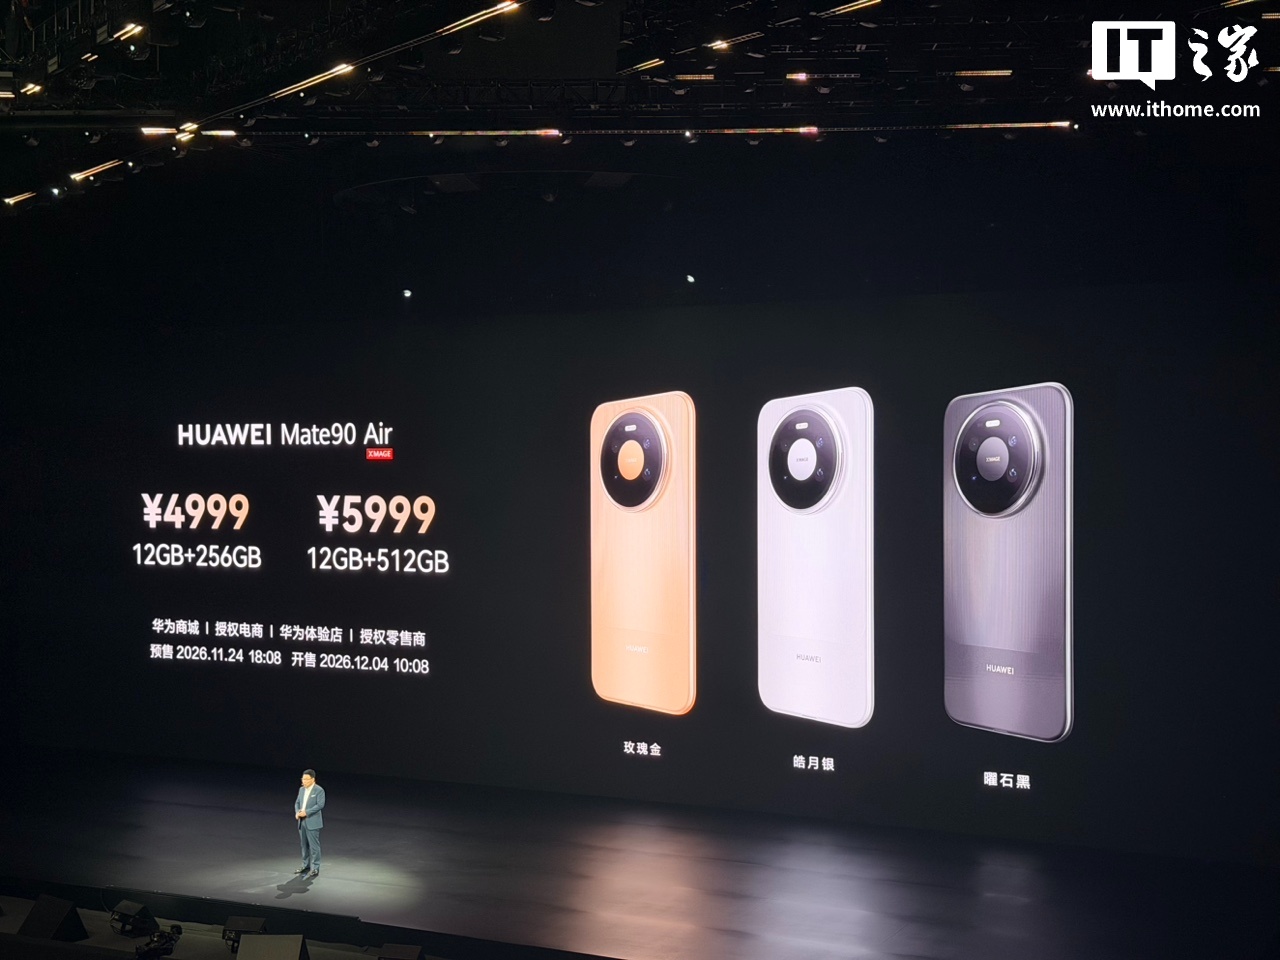 IT之家
www.ithome.com
HUAWEI Mate90 Air
XMAGE
¥4999 ¥5999
12GB+256GB 12GB+512GB
华为商城 | 授权电商 | 华为体验店 | 授权零售商
预售 2026.11.24 18:08 开售 2026.12.04 10:08
XMAGE
XMAGE
HUAWEI
HUAWEI
HUAWEI
玫瑰金
皓月银
曜石黑